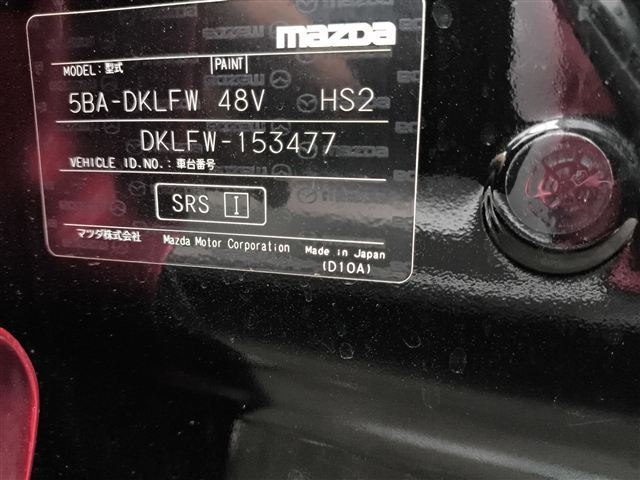 mazda
MODEL: 型式 PAINT
5BA-DKLFW 48V HS2
DKLFW-153477
VEHICLE ID.NO.: 車台番号
SRS I
マツダ株式会社 Mazda Motor Corporation Made in Japan
(D10A)